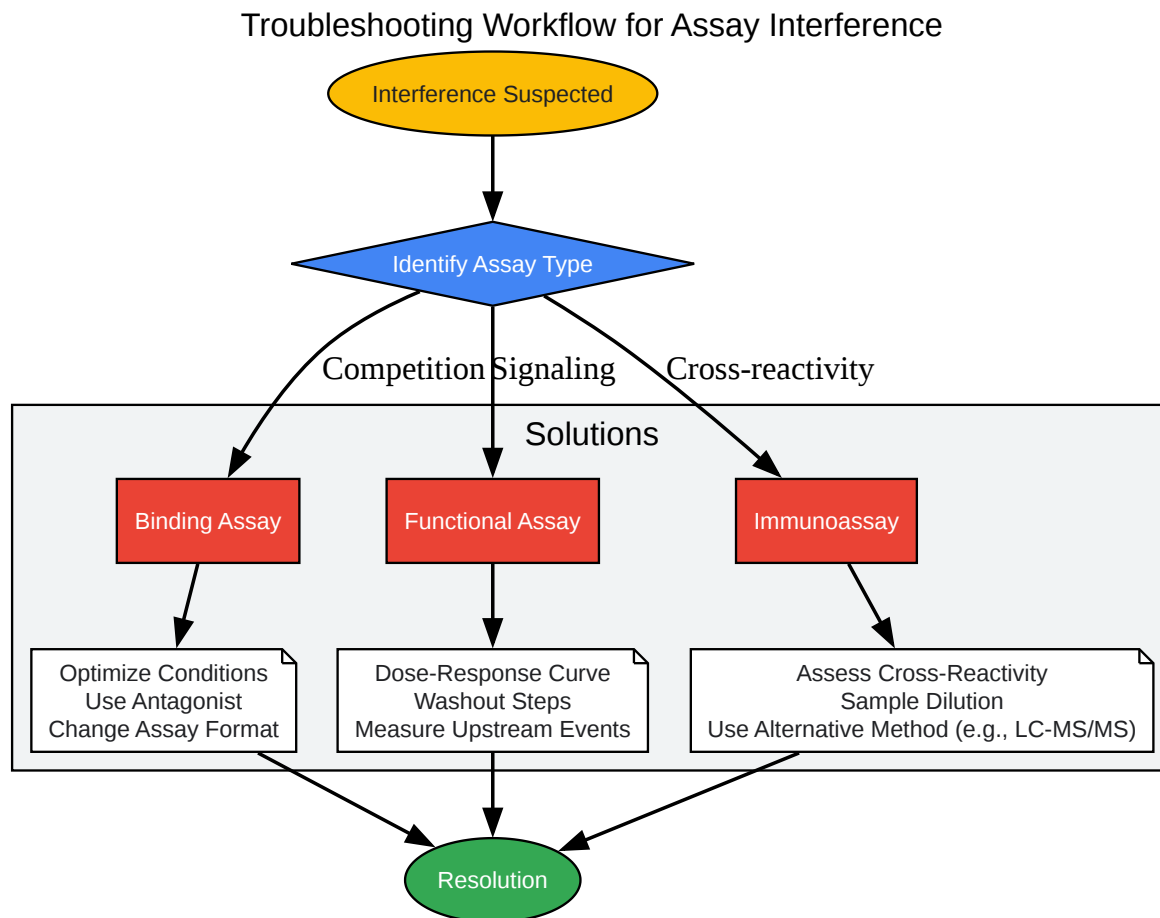 Troubleshooting Workflow for Assay Interference
Interference Suspected
Identify Assay Type
Competition
Signaling
Cross-reactivity
Solutions
Binding Assay
Functional Assay
Immunoassay
Optimize Conditions
Use Antagonist
Change Assay Format
Dose-Response Curve
Washout Steps
Measure Upstream Events
Assess Cross-Reactivity
Sample Dilution
Use Alternative Method (e.g., LC-MS/MS)
Resolution